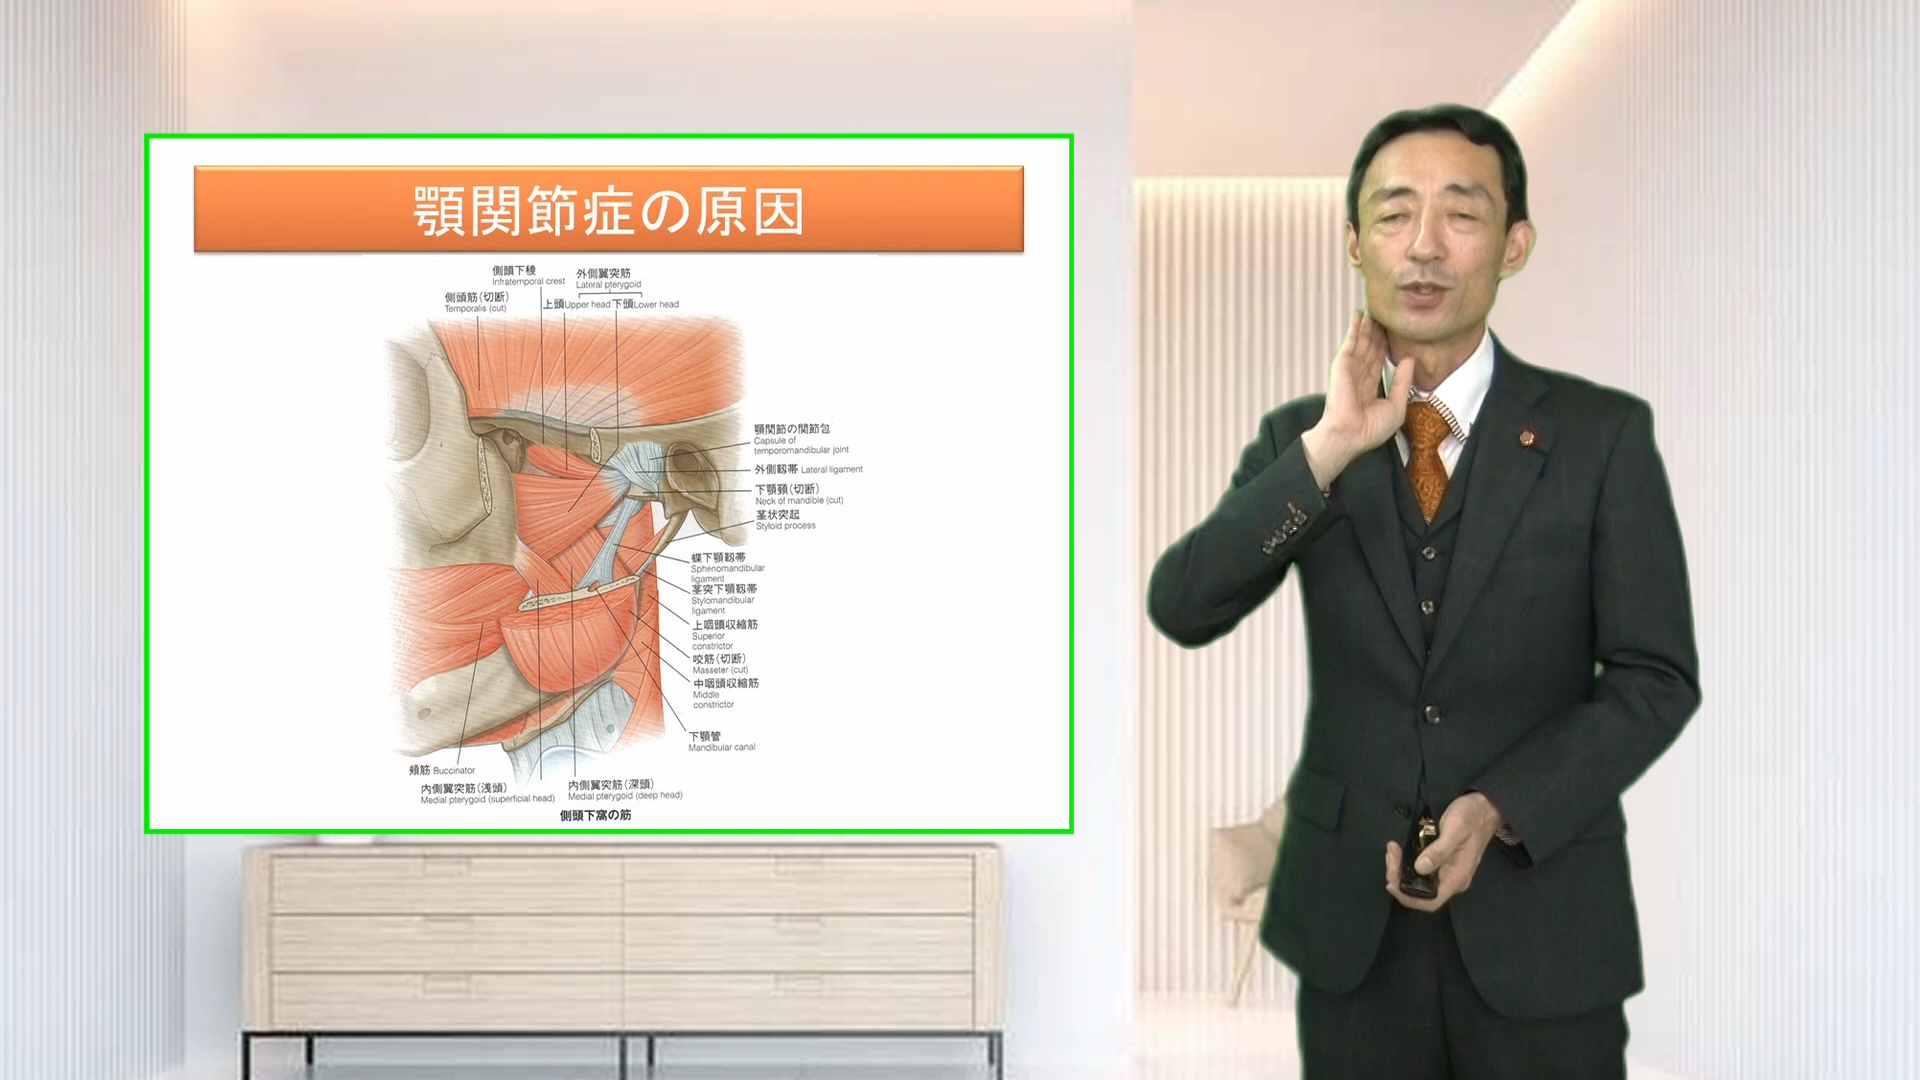 顎関節症の原因
側頭下稜
Infratemporal crest
外側翼突筋
Lateral pterygoid
側頭筋(切断)
Temporalis (cut)
上頭Upper head 下頭Lower head
顎関節の関節包
Capsule of
temporomandibular joint
外側靱帯 Lateral ligament
下顎頚(切断)
Neck of mandible (cut)
茎状突起
Styloid process
蝶下顎靱帯
Sphenomandibular
ligament
茎突下顎靱帯
Stylomandibular
ligament
上咽頭収縮筋
Superior
constrictor
咬筋(切断)
Masseter (cut)
中咽頭収縮筋
Middle
constrictor
下顎管
Mandibular canal
頬筋 Buccinator
内側翼突筋(浅頭)
Medial pterygoid (superficial head)
内側翼突筋(深頭)
Medial pterygoid (deep head)
側頭下窩の筋